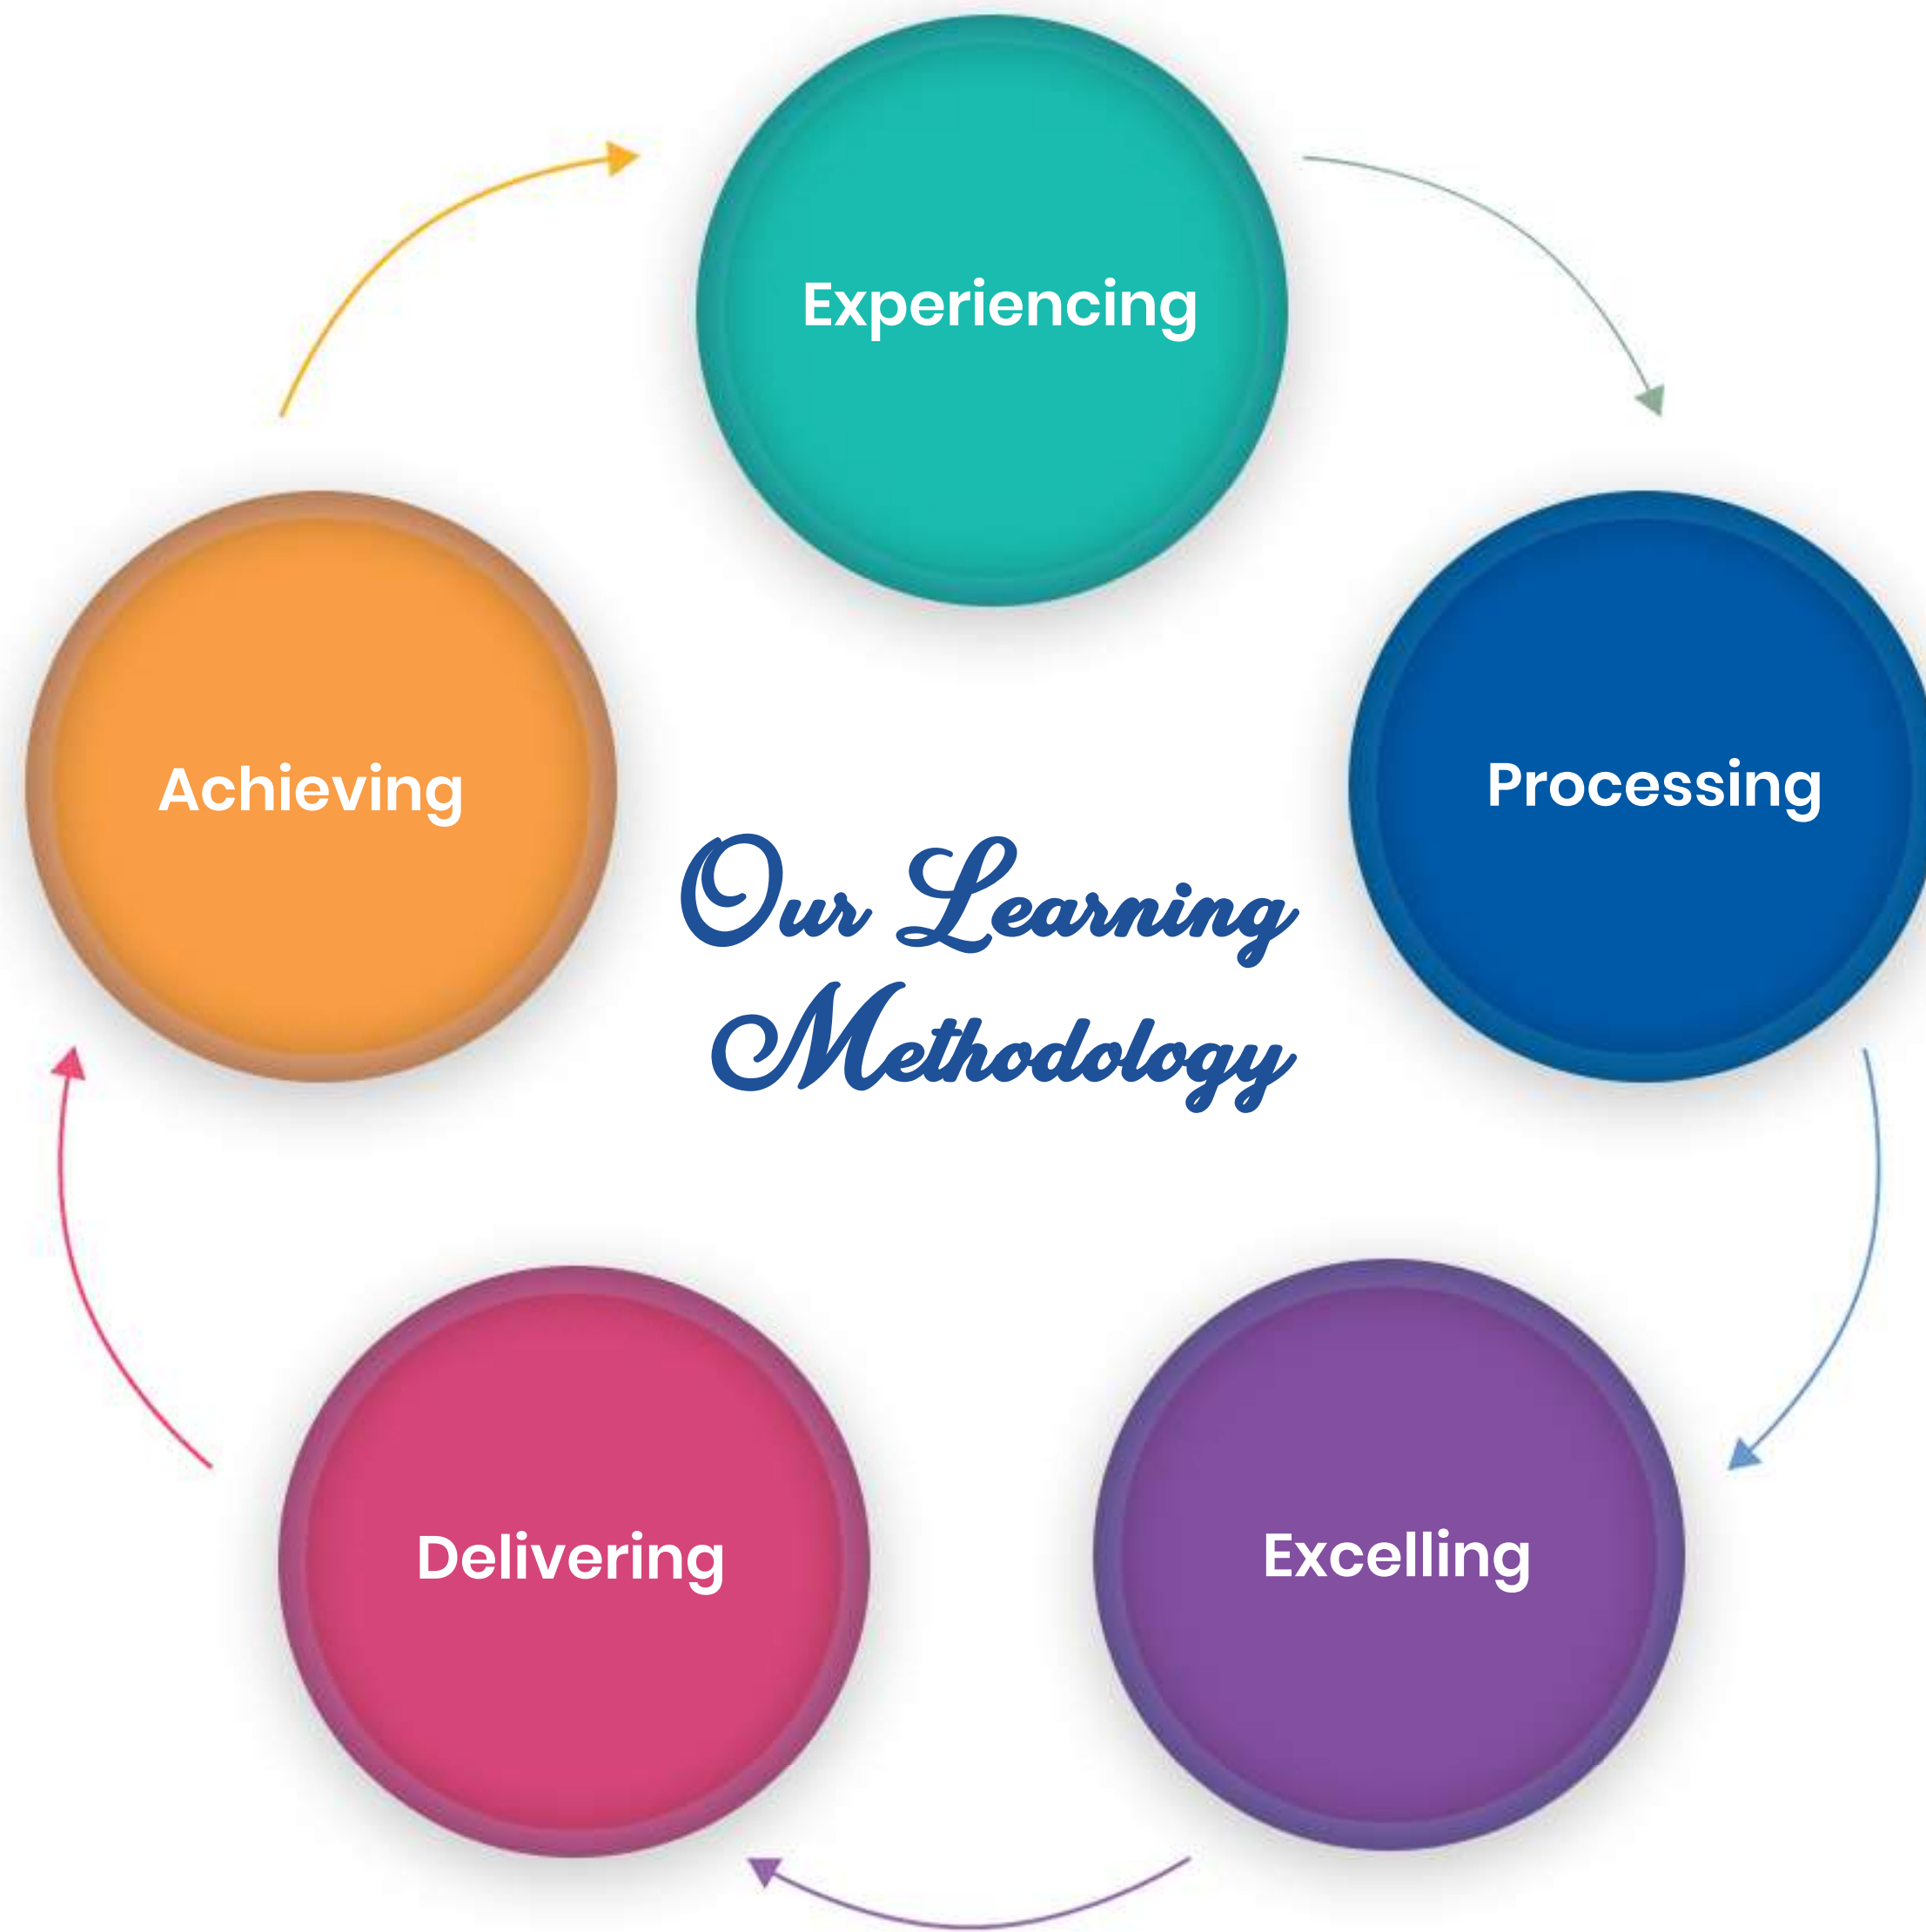 Experiencing
Achieving
Processing
Our Learning
Methodology
Delivering
Excelling